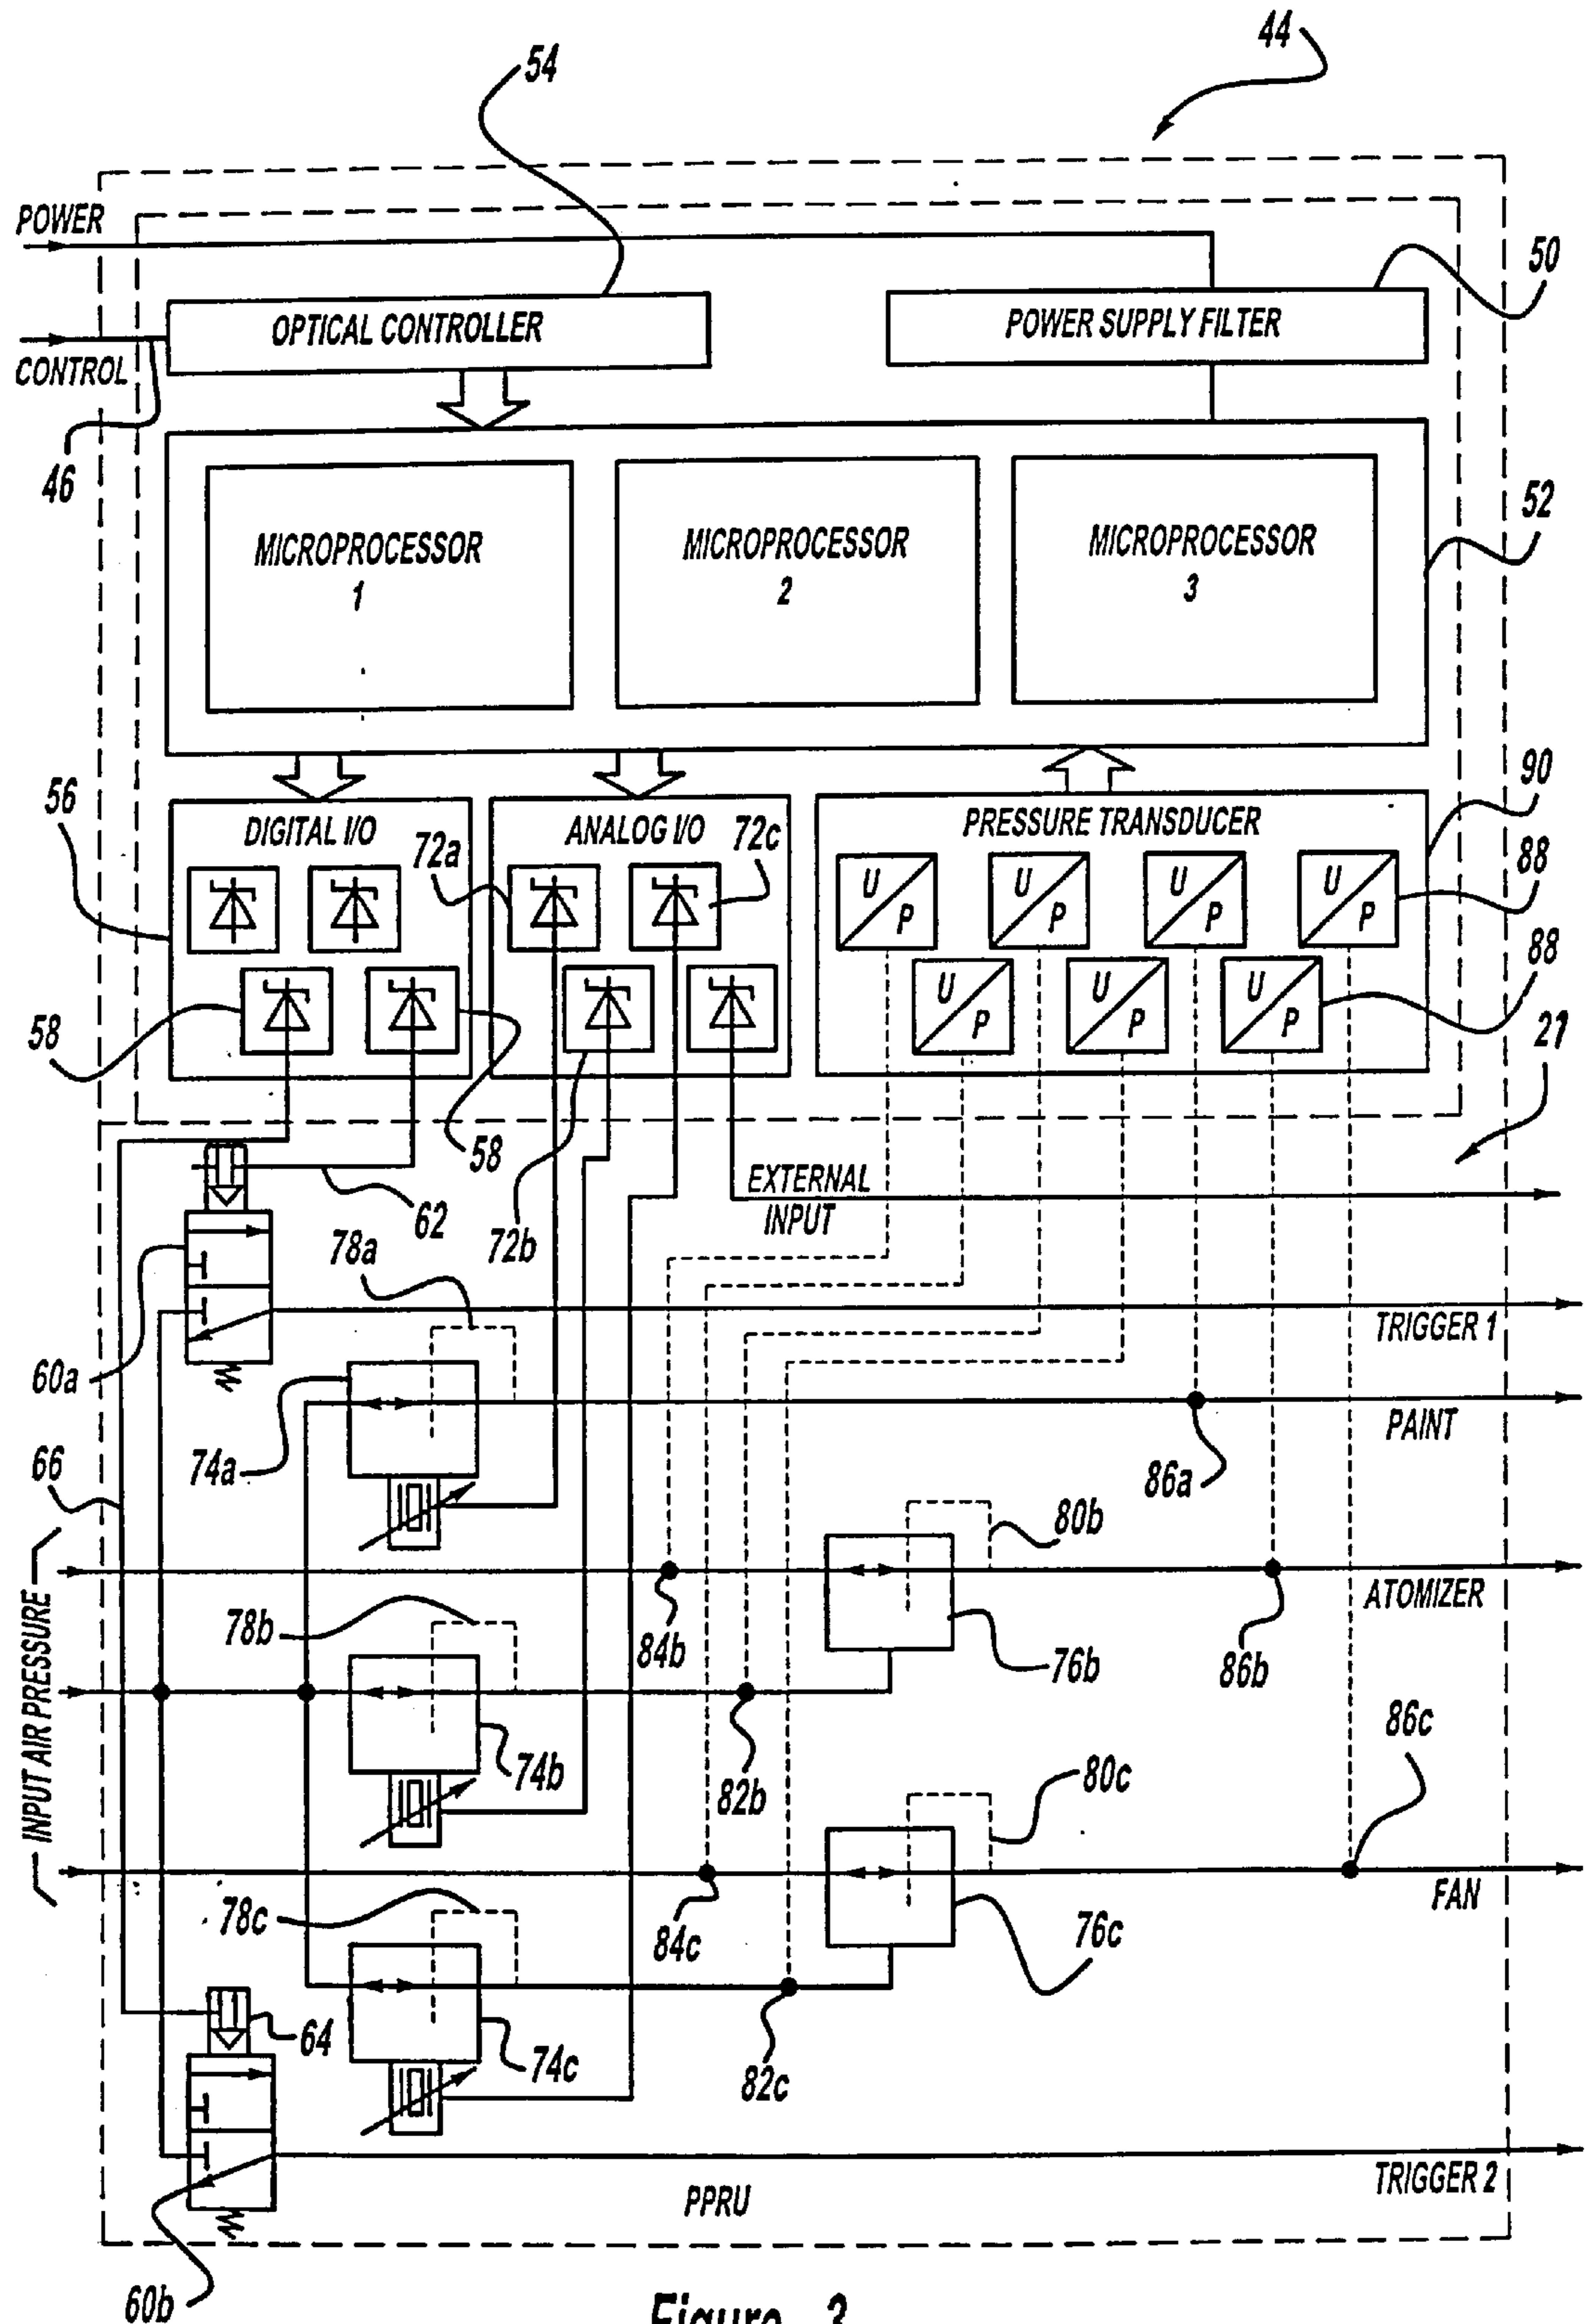 44
54
POWER
50
OPTICAL CONTROLLER
POWER SUPPLY FILTER
CONTROL
46
52
MICROPROCESSOR
1
MICROPROCESSOR
2
MICROPROCESSOR
3
56
90
DIGITAL I/O
ANALOG I/O
PRESSURE TRANSDUCER
72a
72c
88
U
P
U
P
U
P
U
P
88
U
P
U
P
U
P
58
21
58
62
72b
EXTERNAL
INPUT
78a
TRIGGER 1
60a
PAINT
74a
86a
66
80b
ATOMIZER
INPUT AIR PRESSURE
78b
84b
76b
86b
86c
74b
82b
80c
FAN
78c
84c
76c
64
74c
82c
TRIGGER 2
PPRU
60b
Figure 3